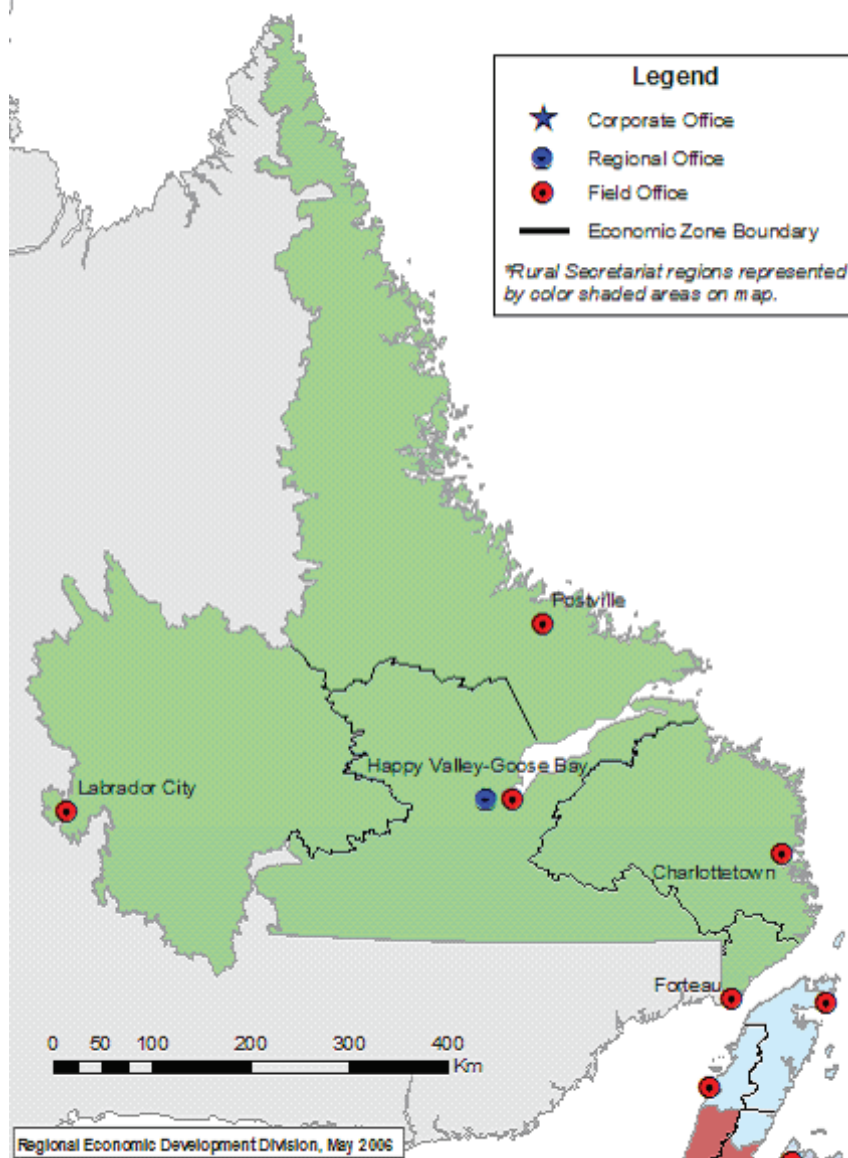 Legend
Corporate Office
Regional Office
Field Office
Economic Zone Boundary
*Rural Secretariat regions represented
by color shaded areas on map.
Postville
Happy Valley-Goose Bay
Labrador City
Charlottetown
Forteau
0 50 100 200 300 400
Km
Regional Economic Development Division, May 2006